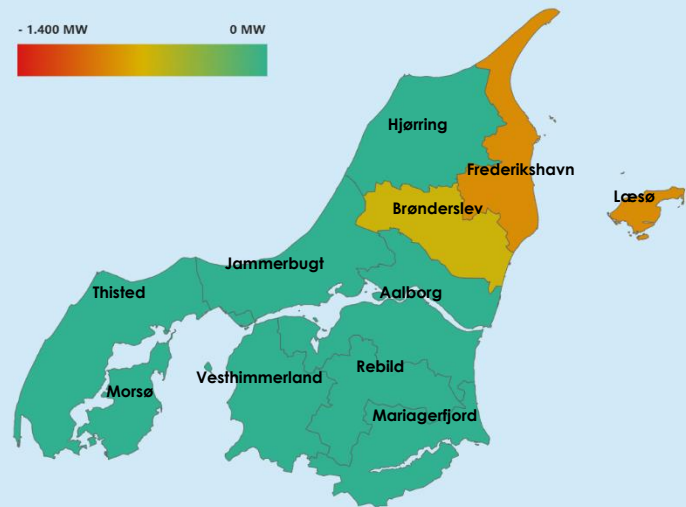 - 1.400 MW 0 MW
Hjørring
Frederikshavn
Læsø
Brønderslev
Jammerbugt
Thisted
Aalborg
Rebild
Vesthimmerland
Morsø
Mariagerfjord